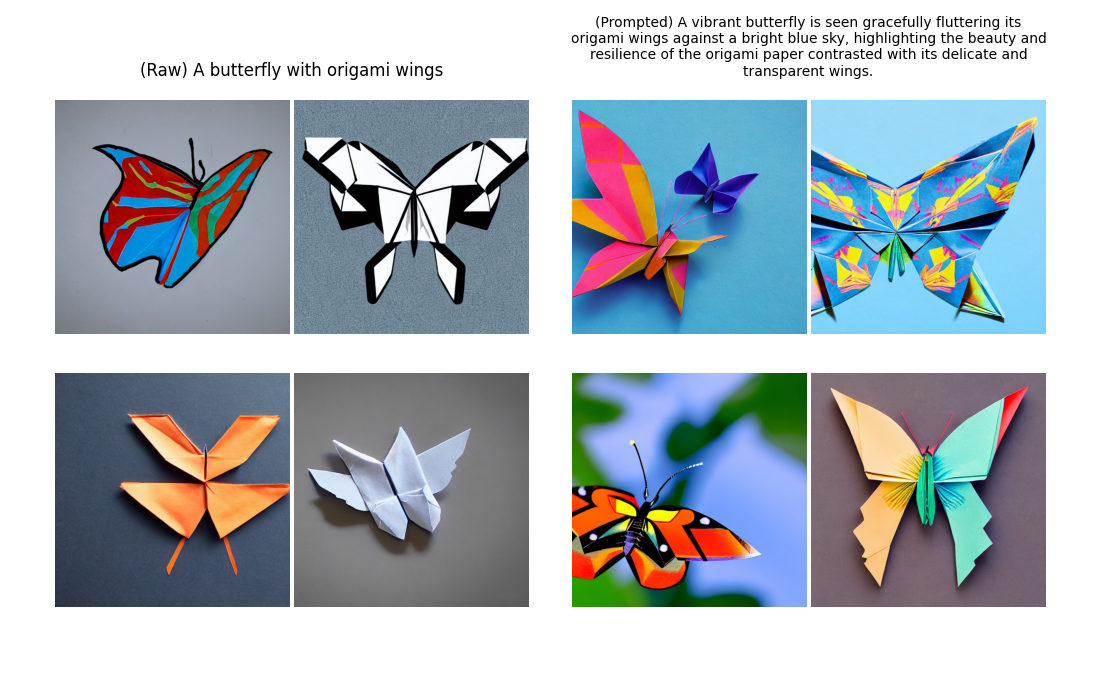 (Raw) A butterfly with origami wings
(Prompted) A vibrant butterfly is seen gracefully fluttering its
origami wings against a bright blue sky, highlighting the beauty and
resilience of the origami paper contrasted with its delicate and
transparent wings.